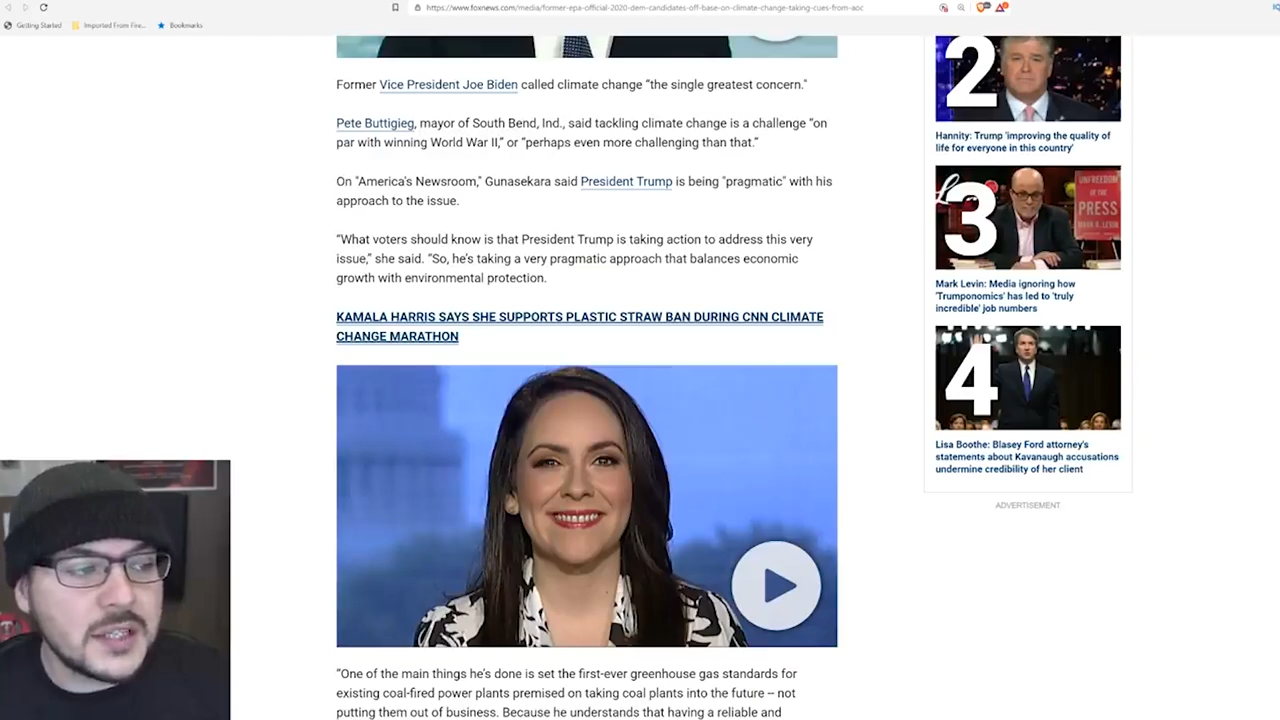 https://www.foxnews.com/media/former-epa-official-2020-dem-candidates-off-base-on-climate-change-taking-cues-from-aoc
Getting Started
Imported From Fire...
Bookmarks
Former Vice President Joe Biden called climate change “the single greatest concern."
Pete Buttigieg, mayor of South Bend, Ind., said tackling climate change is a challenge “on
par with winning World War II,” or “perhaps even more challenging than that.”
On "America's Newsroom," Gunasekara said President Trump is being "pragmatic" with his
approach to the issue.
“What voters should know is that President Trump is taking action to address this very
issue,” she said. “So, he’s taking a very pragmatic approach that balances economic
growth with environmental protection.
KAMALA HARRIS SAYS SHE SUPPORTS PLASTIC STRAW BAN DURING CNN CLIMATE
CHANGE MARATHON
“One of the main things he’s done is set the first-ever greenhouse gas standards for
existing coal-fired power plants premised on taking coal plants into the future – not
putting them out of business. Because he understands that having a reliable and
2
Hannity: Trump 'improving the quality of
life for everyone in this country'
3
UNFREEDOM
OF THE
PRESS
MARK R. LEVIN
Mark Levin: Media ignoring how
'Trumponomics' has led to 'truly
incredible' job numbers
4
Lisa Boothe: Blasey Ford attorney's
statements about Kavanaugh accusations
undermine credibility of her client
ADVERTISEMENT